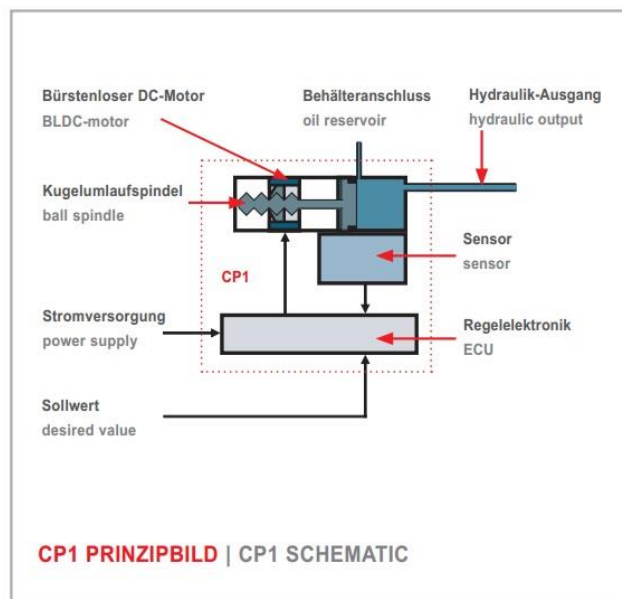 Bürstenloser DC-Motor
BLDC-motor
Behälteranschluss
oil reservoir
Hydraulik-Ausgang
hydraulic output
Kugelumlaufspindel
ball spindle
Sensor
sensor
CP1
Stromversorgung
power supply
Regelelektronik
ECU
Sollwert
desired value
CP1 PRINZIPBILD | CP1 SCHEMATIC